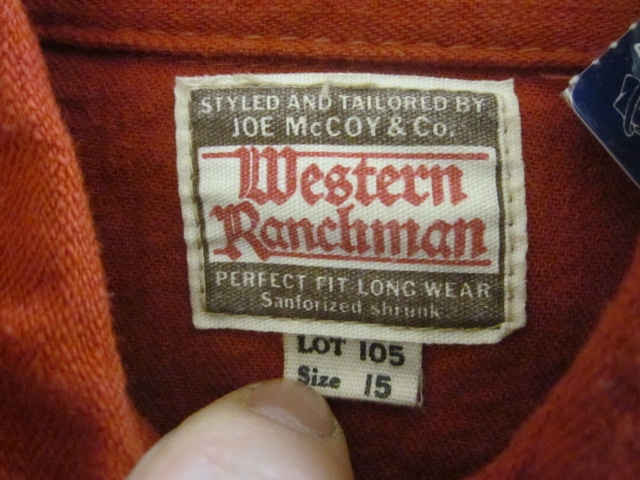 STYLED AND TAILORED BY
JOE McCOY & Co.
Western
Ranchman
PERFECT FIT LONG WEAR
Sanforized shrunk
LOT 105
Size 15